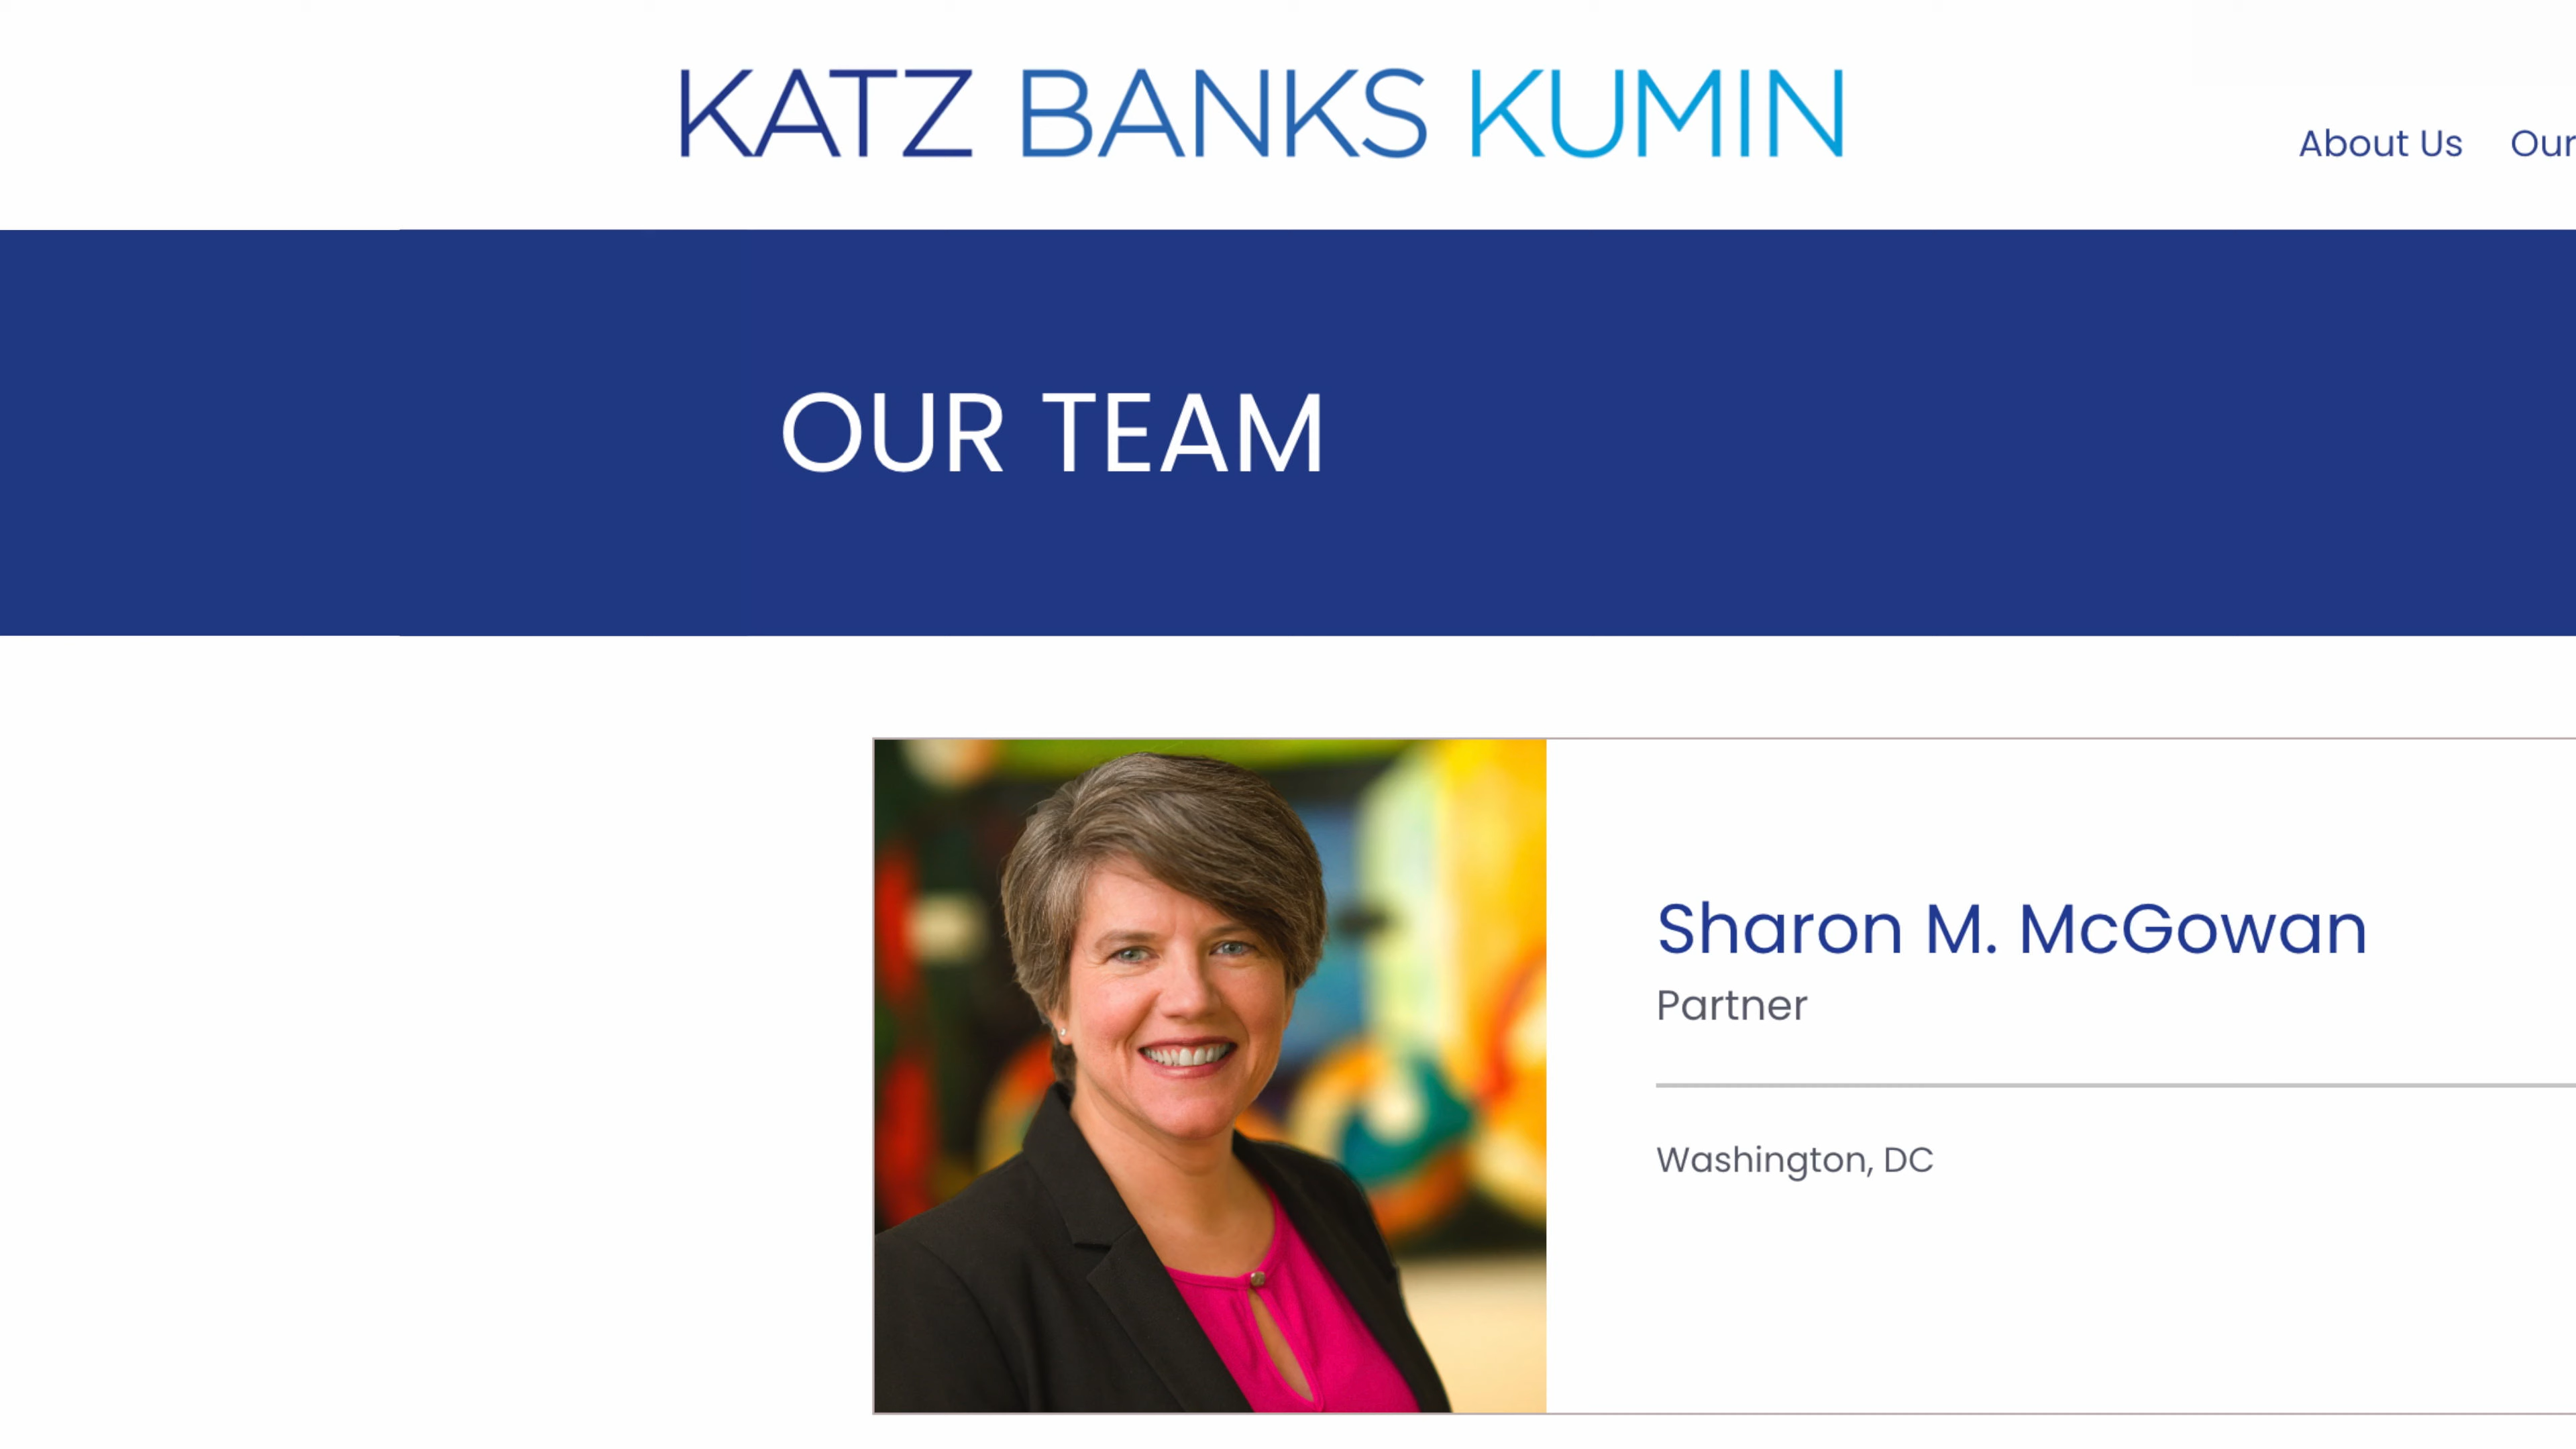 KATZ BANKS KUMIN
About Us Our
OUR TEAM
Sharon M. McGowan
Partner
Washington, DC